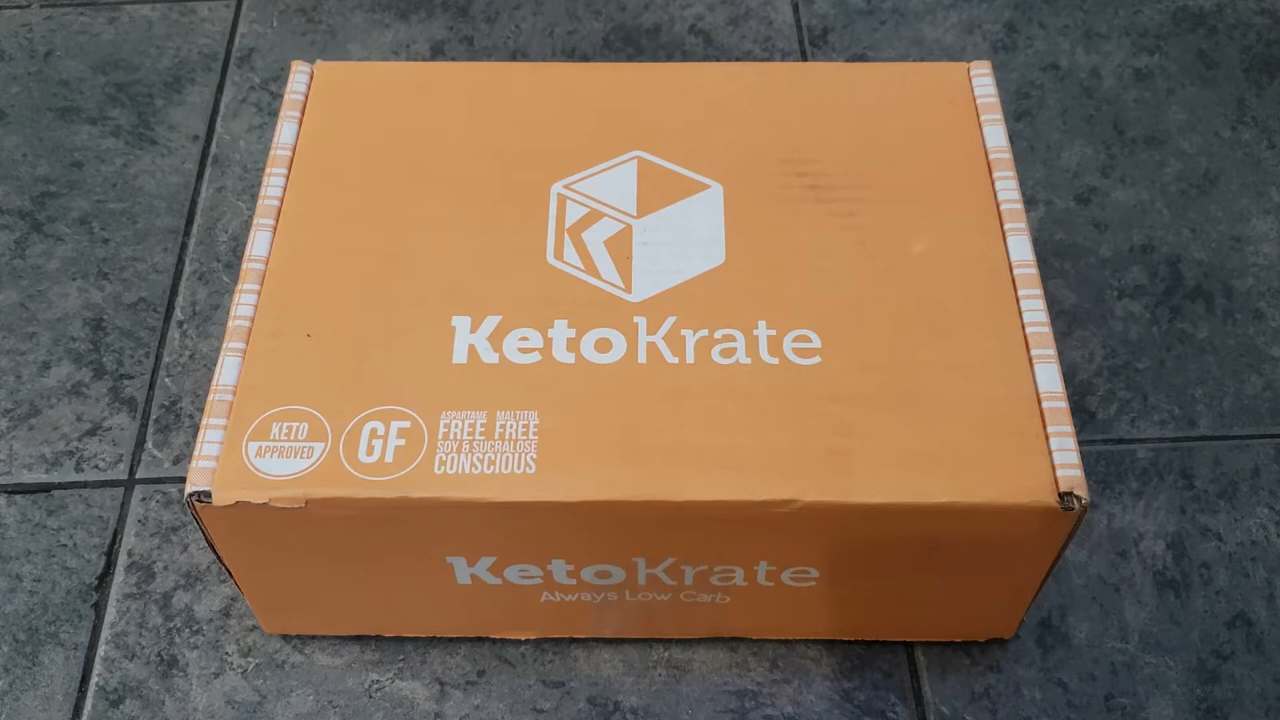 KetoKrate
KETO
APPROVED
GF
ASPARTAME MALTITOL
FREE FREE
SOY & SUCRALOSE
CONSCIOUS
KetoKrate
Always Low Carb